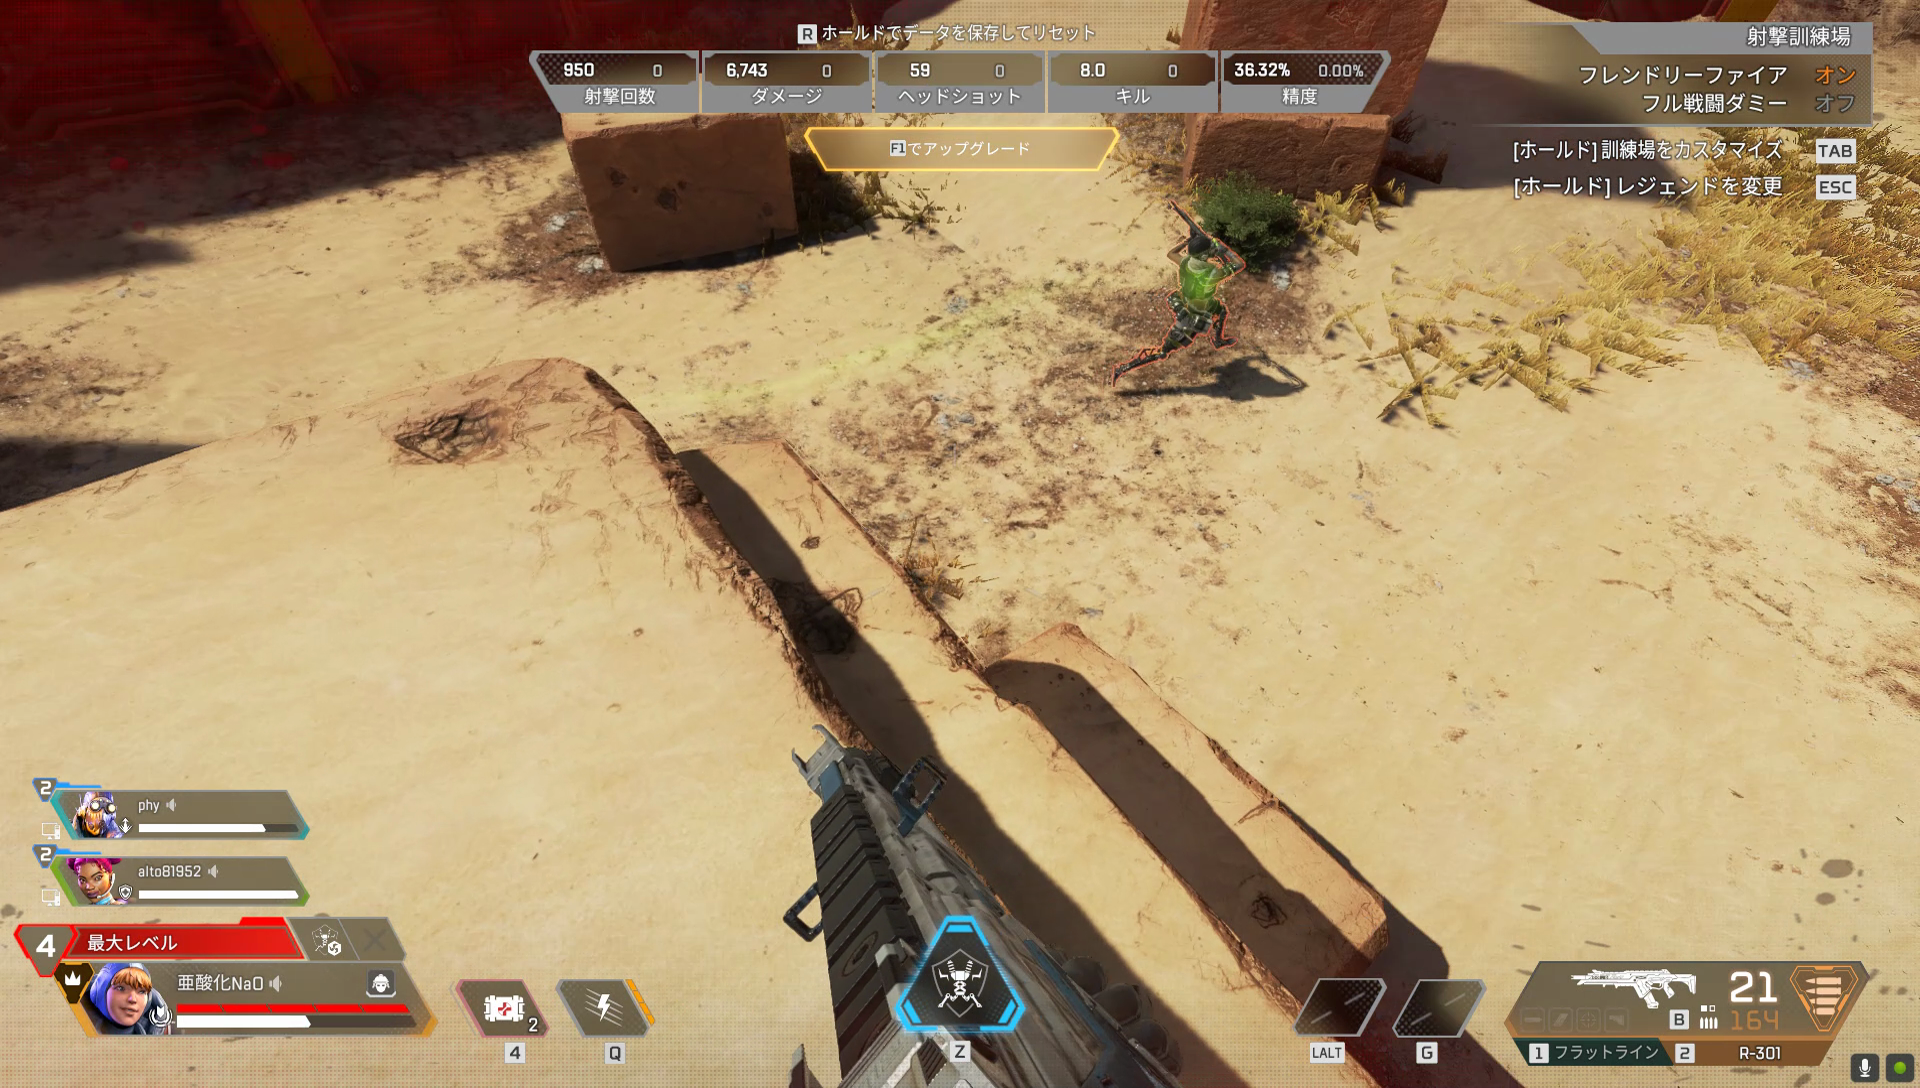 R ホールドでデータを保存してリセット
950 0 6,743 0 59 0 8.0 0 36.32% 0.00%
射撃回数 ダメージ ヘッドショット キル 精度
F1でアップグレード
射撃訓練場
フレンドリーファイア オン
フル戦闘ダミー オフ
[ホールド] 訓練場をカスタマイズ TAB
[ホールド] レジェンドを変更 ESC
2
phy
2
alto81952
4 最大レベル
亜酸化NaO
2
4 Q
Z
LALT G
21
B 164
1 フラットライン 2 R-301